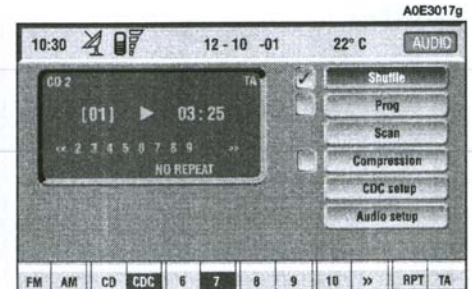 A0E3017g
10:30 12 - 10 -01 22° C AUDIO
CD 2 TA
[01] ▶ 03:25
<< 2 3 4 5 6 7 8 9 >>
NO REPEAT
Shuffle
Prog
Scan
Compression
CDC setup
Audio setup
FM AM CD CDC 6 7 8 9 10 >> RPT TA